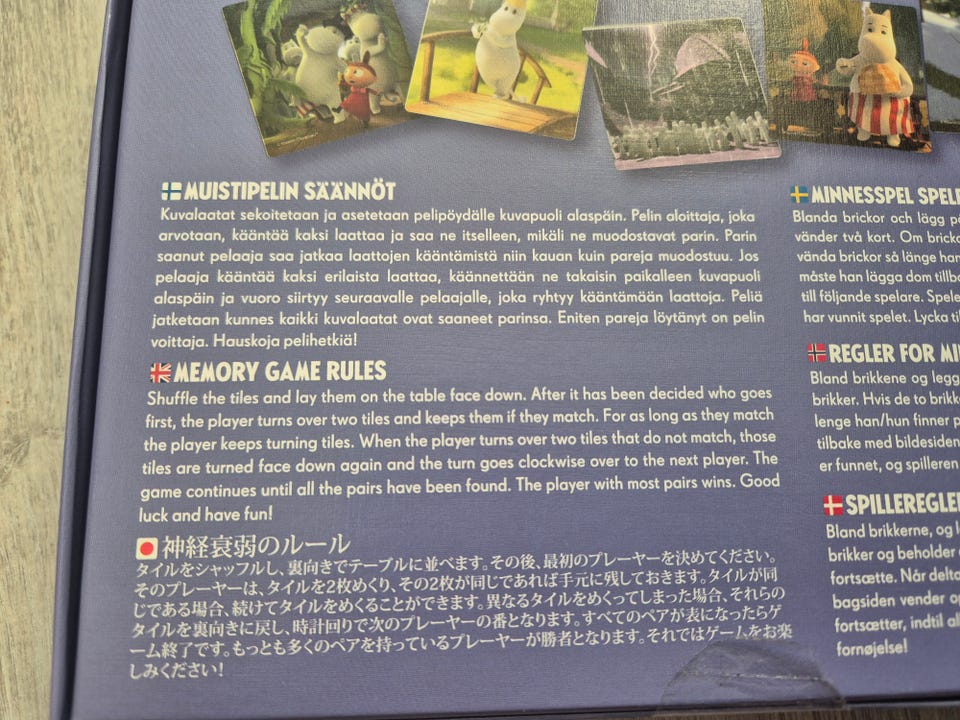 MUISTIPELIN SÄÄNNÖT
Kuvalaatat sekoitetaan ja asetetaan pelipöydälle kuvapuoli alaspäin. Pelin aloittaja, joka
arvotaan, kääntää kaksi laattaa ja saa ne itselleen, mikäli ne muodostavat parin. Parin
saanut pelaaja saa jatkaa laattojen kääntämistä niin kauan kuin pareja muodostuu. Jos
pelaaja kääntää kaksi erilaista laattaa, käännettään ne takaisin paikalleen kuvapuoli
alaspäin ja vuoro siirtyy seuraavalle pelaajalle, joka ryhtyy kääntämään laattoja. Peliä
jatketaan kunnes kaikki kuvalaatat ovat saaneet parinsa. Eniten pareja löytänyt on pelin
voittaja. Hauskoja pelihetkiä!
MEMORY GAME RULES
Shuffle the tiles and lay them on the table face down. After it has been decided who goes
first, the player turns over two tiles and keeps them if they match. For as long as they match
the player keeps turning tiles. When the player turns over two tiles that do not match, those
tiles are turned face down again and the turn goes clockwise over to the next player. The
game continues until all the pairs have been found. The player with most pairs wins. Good
luck and have fun!
神経衰弱のルール
タイルをシャッフルし、裏向きでテーブルに並べます。その後、最初のプレーヤーを決めてください。
そのプレーヤーは、タイルを2枚めくり、その2枚が同じであれば手元に残しておきます。タイルが同
じである場合、続けてタイルをめくることができます。異なるタイルをめくってしまった場合、それらの
タイルを裏向きに戻し、時計回りで次のプレーヤーの番となります。すべてのペアが表になったらゲ
ーム終了です。もっとも多くのペアを持っているプレーヤーが勝者となります。それではゲームをお楽
しみください!
MINNESSPEL
Blanda brickor och lägg
vänder två kort. Om
vända brickor så länge
måste han lägga dom
till följande spelare.
har vunnit spelet. Lycka
REGLER FOR
Bland brikkene og
brikker. Hvis de to
lenge han/hun finner
tilbake med
er funnet, og spilleren
Bland brikkerne, og
brikker og beholder
fortsætte. Når
bagsiden vender
fortsætter, indtil
fornøjelse!